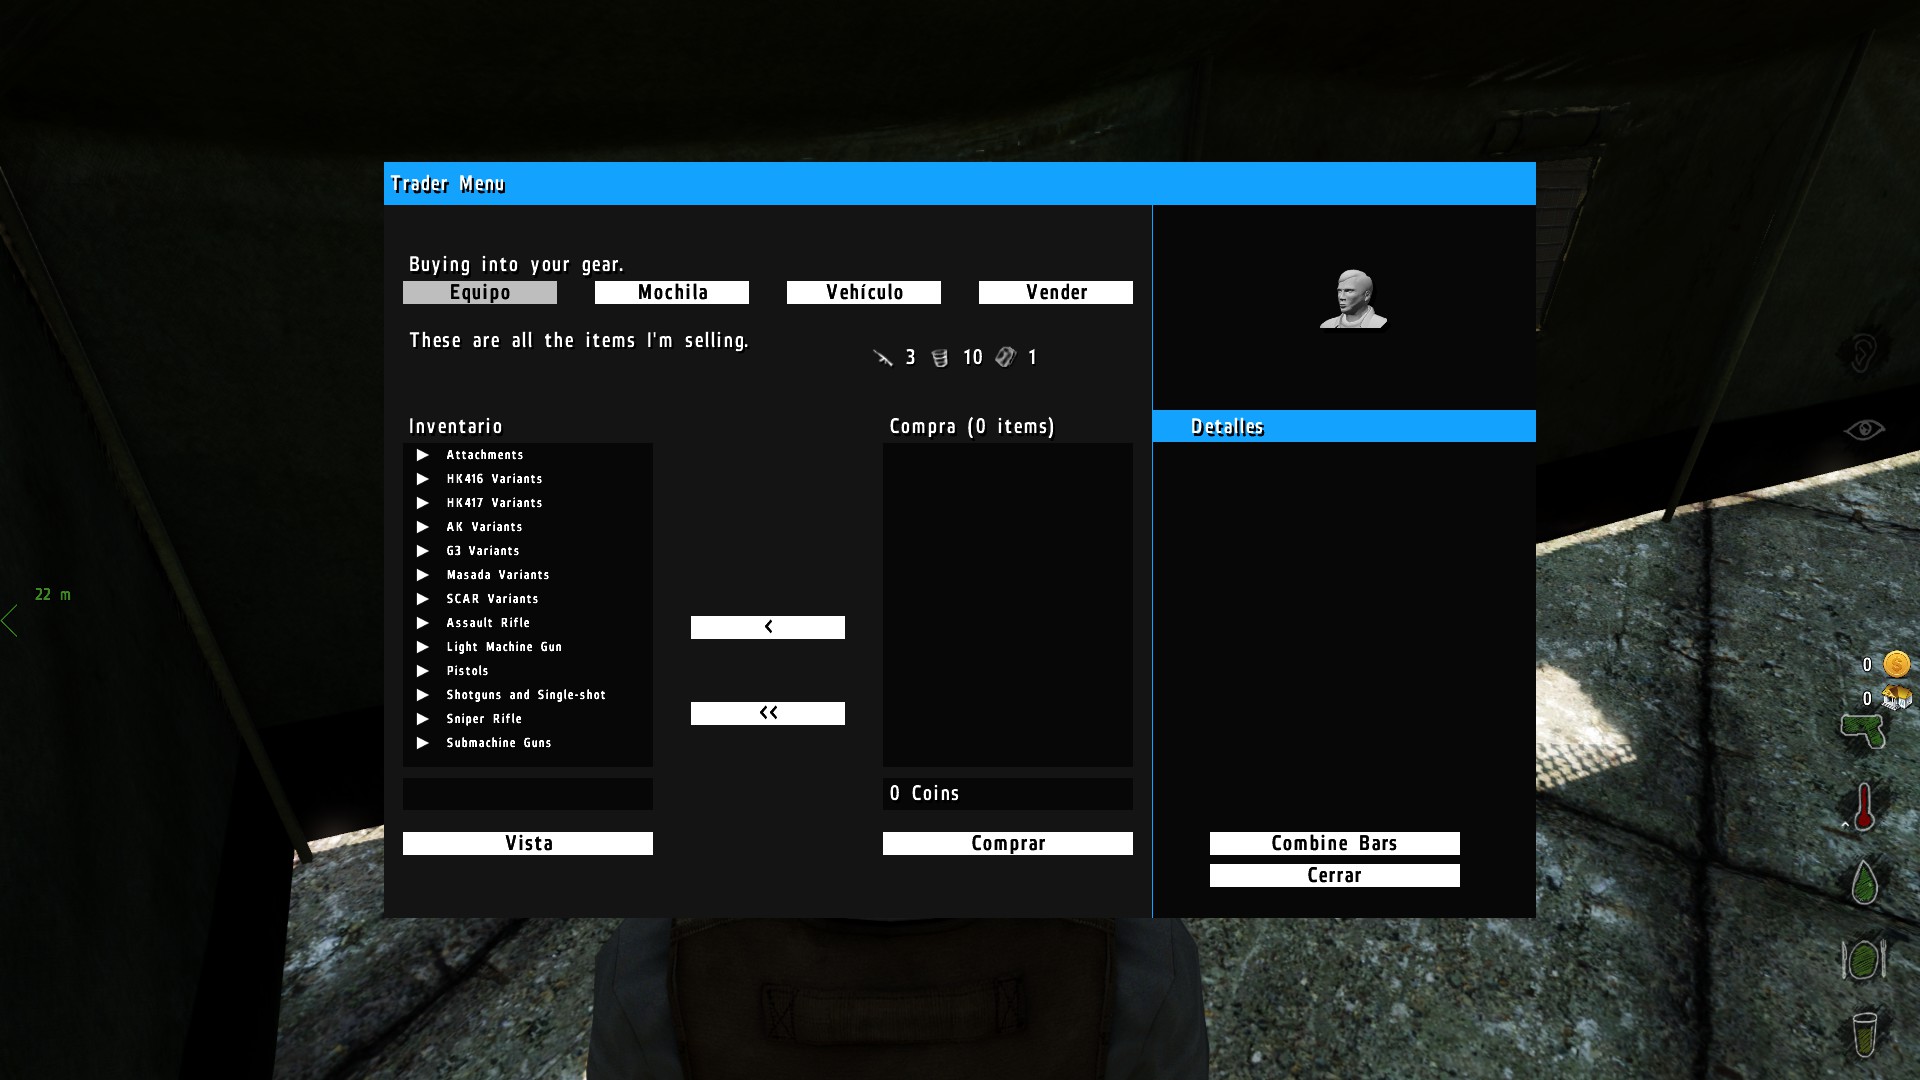 Trader Menu
Buying into your gear.
Equipo
Mochila
Vehículo
Vender
These are all the items I'm selling.
3 10 1
Inventario
Attachments
HK416 Variants
HK417 Variants
AK Variants
G3 Variants
Masada Variants
SCAR Variants
Assault Rifle
Light Machine Gun
Pistols
Shotguns and Single-shot
Sniper Rifle
Submachine Guns
Vista
<
<<
Compra (0 items)
0 Coins
Comprar
Detalles
Combine Bars
Cerrar
22 m
0
0